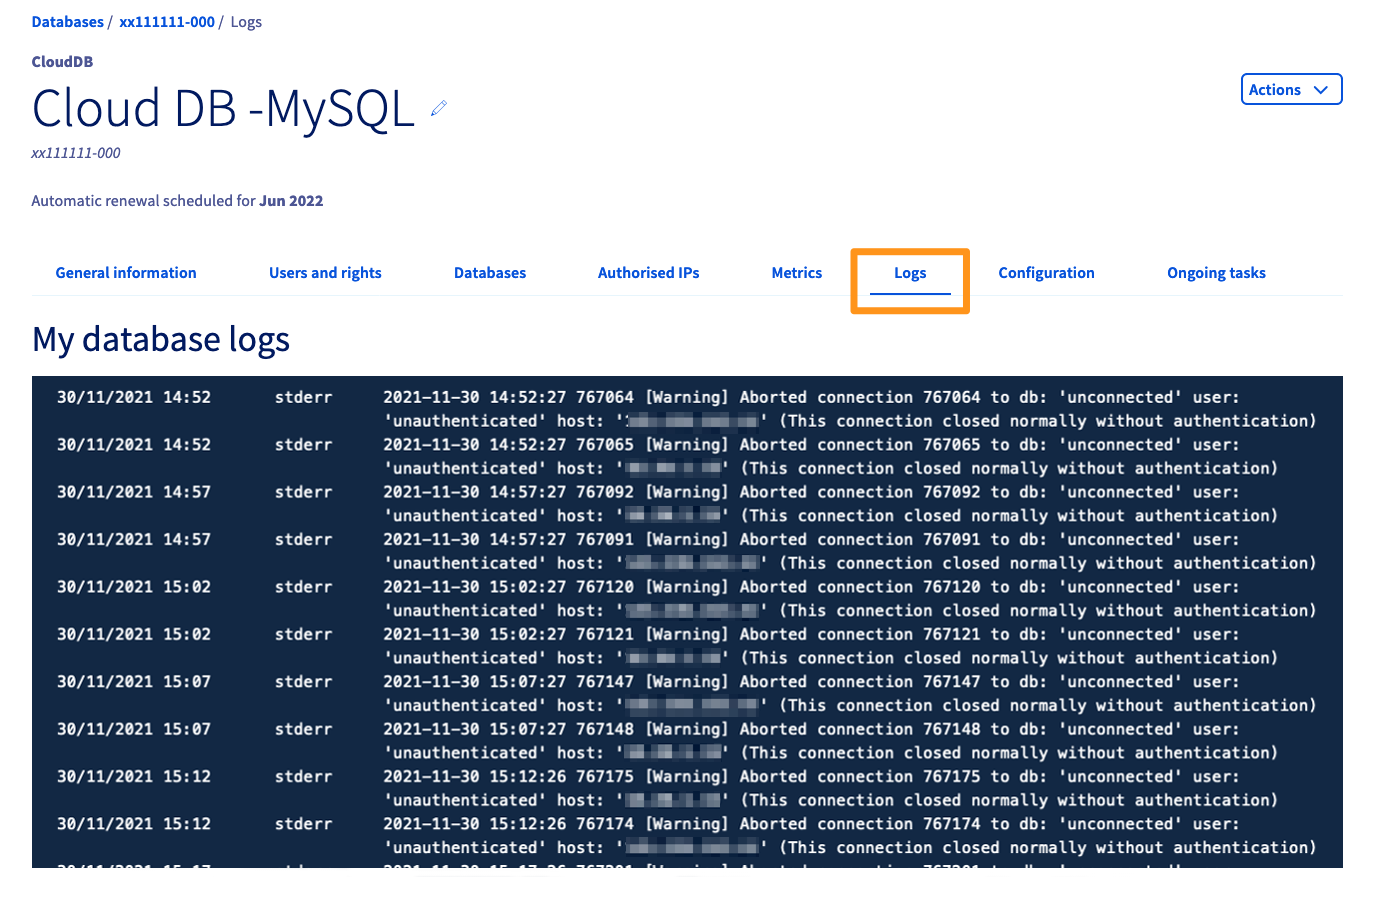 Databases / xx111111-000 / Logs
CloudDB
Cloud DB -MySQL
Actions
xx111111-000
Automatic renewal scheduled for Jun 2022
General information Users and rights Databases Authorised IPs Metrics Logs Configuration Ongoing tasks
My database logs
30/11/2021 14:52 stderr 2021-11-30 14:52:27 767064 [Warning] Aborted connection 767064 to db: 'unconnected' user:
'unauthenticated' host: ' ' (This connection closed normally without authentication)
30/11/2021 14:52 stderr 2021-11-30 14:52:27 767065 [Warning] Aborted connection 767065 to db: 'unconnected' user:
'unauthenticated' host: ' ' (This connection closed normally without authentication)
30/11/2021 14:57 stderr 2021-11-30 14:57:27 767092 [Warning] Aborted connection 767092 to db: 'unconnected' user:
'unauthenticated' host: ' ' (This connection closed normally without authentication)
30/11/2021 14:57 stderr 2021-11-30 14:57:27 767091 [Warning] Aborted connection 767091 to db: 'unconnected' user:
'unauthenticated' host: ' ' (This connection closed normally without authentication)
30/11/2021 15:02 stderr 2021-11-30 15:02:27 767120 [Warning] Aborted connection 767120 to db: 'unconnected' user:
'unauthenticated' host: ' ' (This connection closed normally without authentication)
30/11/2021 15:02 stderr 2021-11-30 15:02:27 767121 [Warning] Aborted connection 767121 to db: 'unconnected' user:
'unauthenticated' host: ' ' (This connection closed normally without authentication)
30/11/2021 15:07 stderr 2021-11-30 15:07:27 767147 [Warning] Aborted connection 767147 to db: 'unconnected' user:
'unauthenticated' host: ' ' (This connection closed normally without authentication)
30/11/2021 15:07 stderr 2021-11-30 15:07:27 767148 [Warning] Aborted connection 767148 to db: 'unconnected' user:
'unauthenticated' host: ' ' (This connection closed normally without authentication)
30/11/2021 15:12 stderr 2021-11-30 15:12:26 767175 [Warning] Aborted connection 767175 to db: 'unconnected' user:
'unauthenticated' host: ' ' (This connection closed normally without authentication)
30/11/2021 15:12 stderr 2021-11-30 15:12:26 767174 [Warning] Aborted connection 767174 to db: 'unconnected' user:
'unauthenticated' host: ' ' (This connection closed normally without authentication)